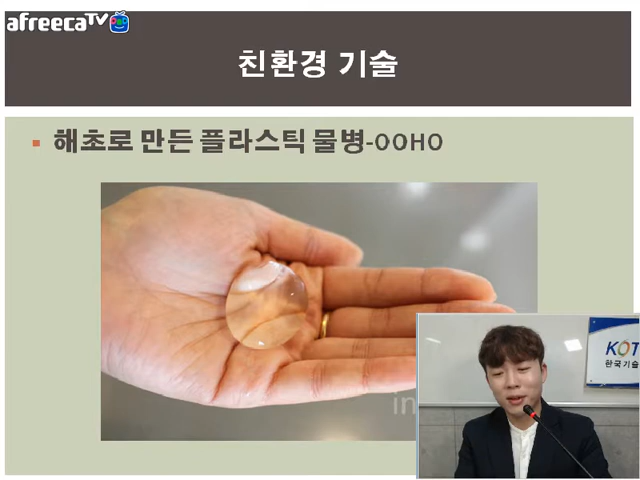 afreecaTV
친환경 기술
해초로 만든 플라스틱 물병-OOHO
in
KOT
한국기술